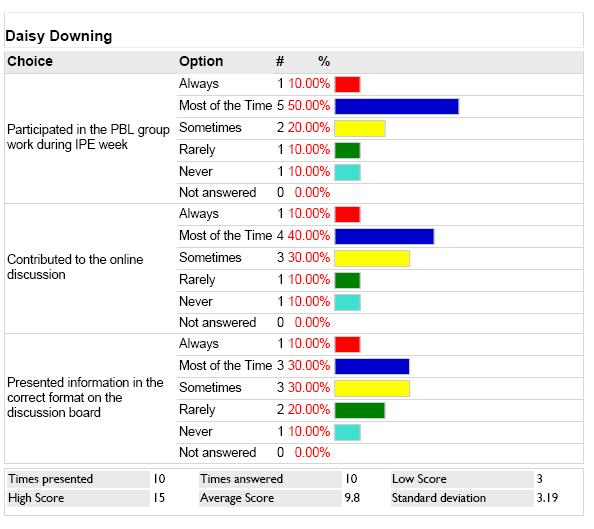 Daisy Downing
Choice Option # %
Participated in the PBL group work during IPE week
Always 1 10.00%
Most of the Time 5 50.00%
Sometimes 2 20.00%
Rarely 1 10.00%
Never 1 10.00%
Not answered 0 0.00%
Contributed to the online discussion
Always 1 10.00%
Most of the Time 4 40.00%
Sometimes 3 30.00%
Rarely 1 10.00%
Never 1 10.00%
Not answered 0 0.00%
Presented information in the correct format on the discussion board
Always 1 10.00%
Most of the Time 3 30.00%
Sometimes 3 30.00%
Rarely 2 20.00%
Never 1 10.00%
Not answered 0 0.00%
Times presented 10 Times answered 10 Low Score 3
High Score 15 Average Score 9.8 Standard deviation 3.19